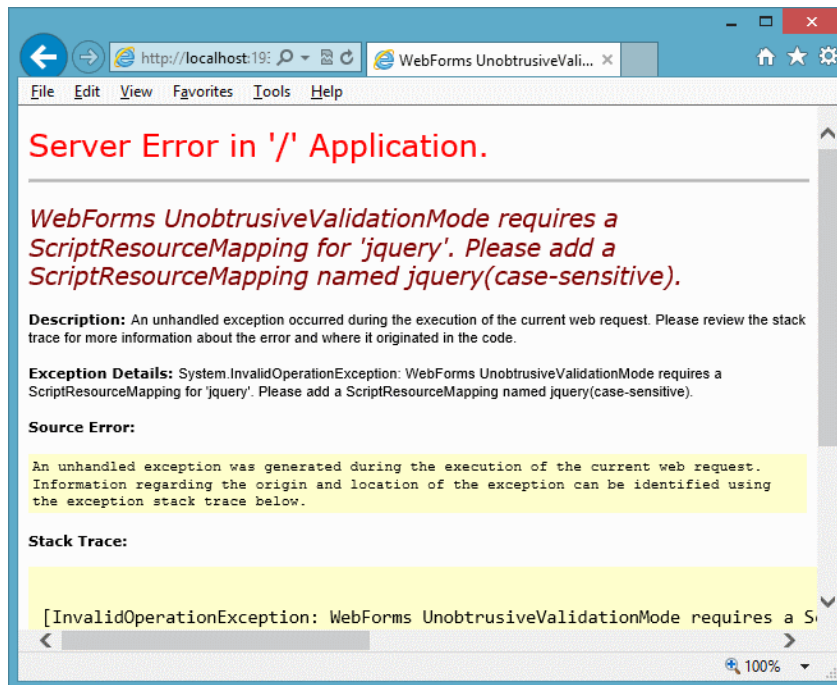 http://localhost:19
WebForms UnobtrusiveVali...
File Edit View Favorites Tools Help
Server Error in '/' Application.
WebForms UnobtrusiveValidationMode requires a
ScriptResourceMapping for 'jquery'. Please add a
ScriptResourceMapping named jquery(case-sensitive).
Description: An unhandled exception occurred during the execution of the current web request. Please review the stack
trace for more information about the error and where it originated in the code.
Exception Details: System.InvalidOperationException: WebForms UnobtrusiveValidationMode requires a
ScriptResourceMapping for 'jquery'. Please add a ScriptResourceMapping named jquery(case-sensitive).
Source Error:
An unhandled exception was generated during the execution of the current web request.
Information regarding the origin and location of the exception can be identified using
the exception stack trace below.
Stack Trace:
[InvalidOperationException: WebForms UnobtrusiveValidationMode requires a
100%